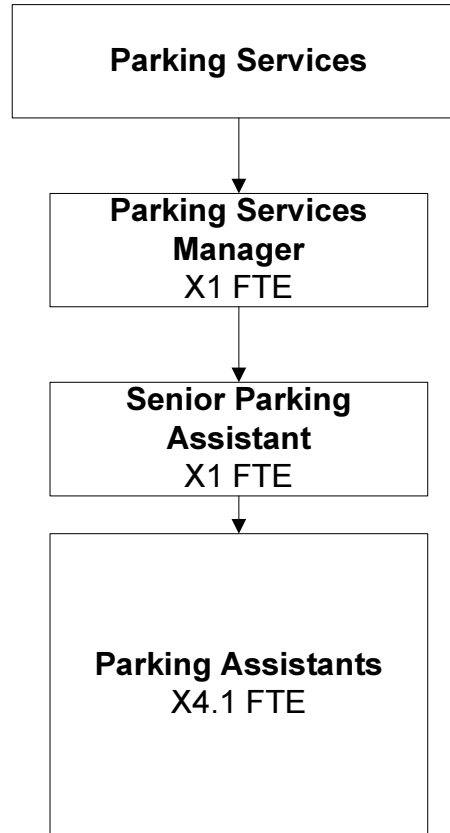 Parking Services
Parking Services
Manager
X1 FTE
Senior Parking
Assistant
X1 FTE
Parking Assistants
X4.1 FTE